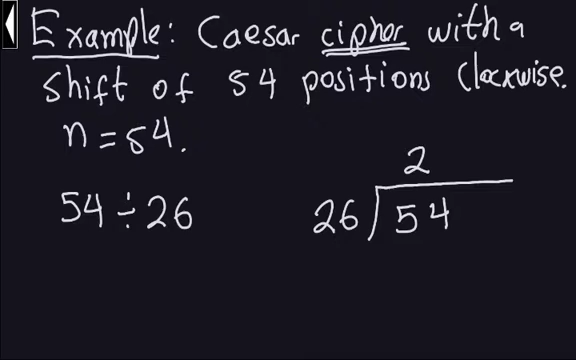 Example: Caesar cipher with a
shift of 54 positions Clockwise.
n = 54.
2
54 ÷ 26
26 ) 54